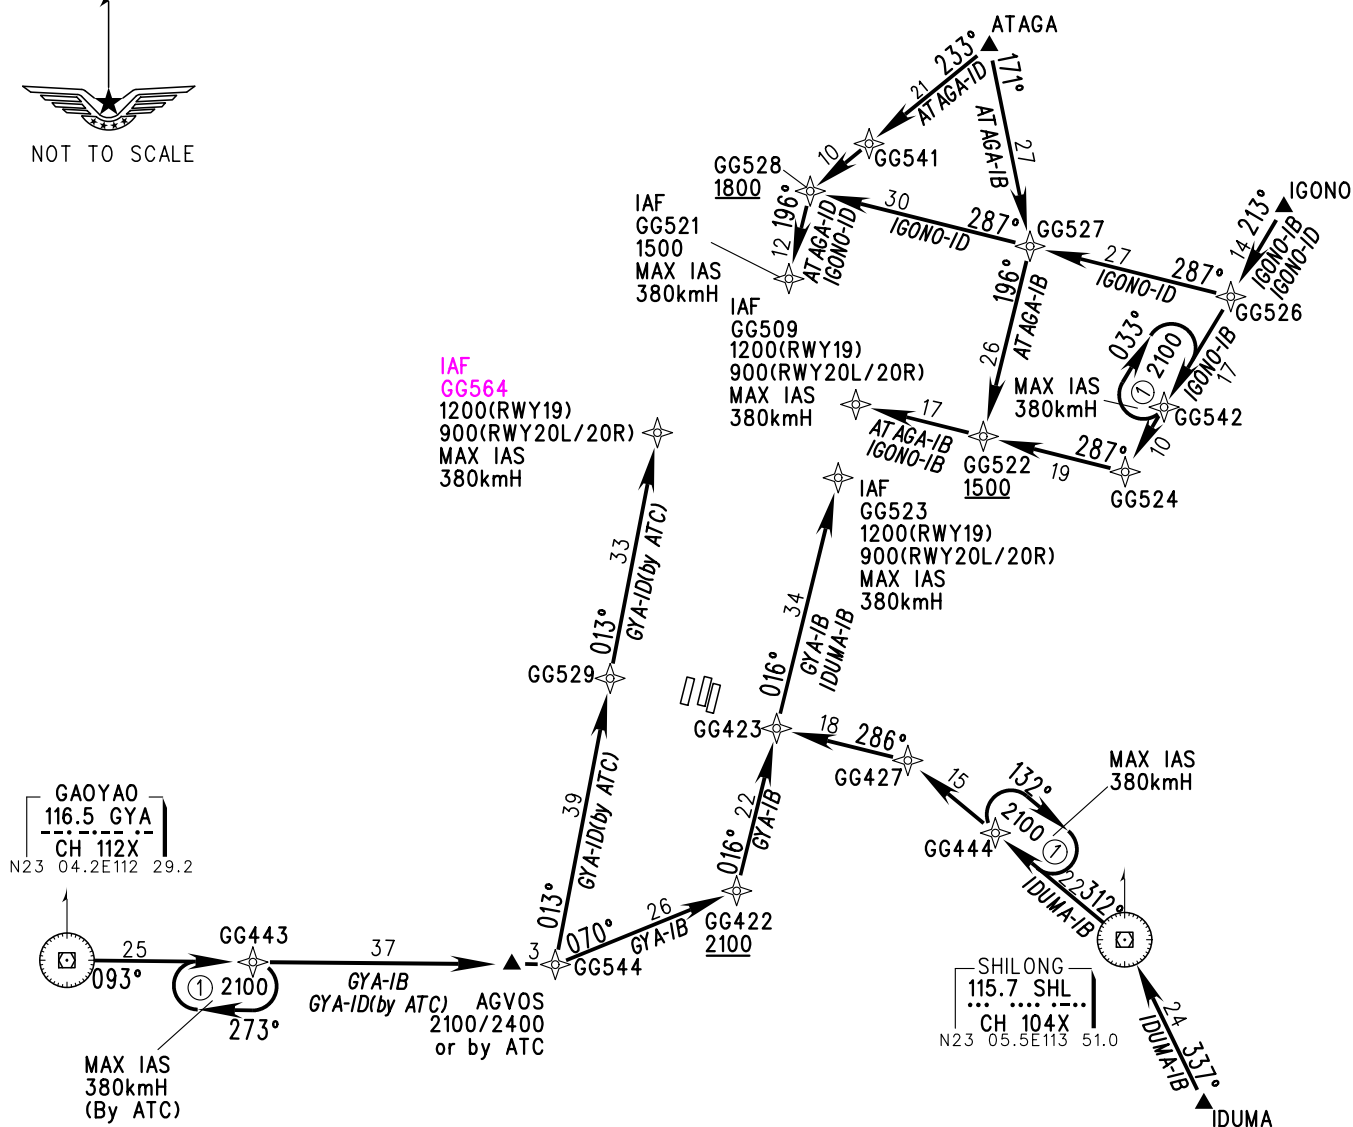 NOT TO SCALE
ATAGA
233°
21
ATAGA-ID
171°
ATAGA-IB
27
GG541
10
GG528
1800
196°
12
ATAGA-ID
IGONO-ID
30
287°
IGONO-ID
GG527
IAF
GG521
1500
MAX IAS
380kmH
IGONO
213°
14
IGONO-IB
IGONO-ID
27
287°
IGONO-ID
GG526
196°
ATAGA-IB
26
033°
2100
1
IGONO-IB
17
MAX IAS
380kmH
GG542
10
IAF
GG509
1200(RWY19)
900(RWY20L/20R)
MAX IAS
380kmH
17
ATAGA-IB
IGONO-IB
GG522
1500
287°
19
GG524
IAF
GG564
1200(RWY19)
900(RWY20L/20R)
MAX IAS
380kmH
IAF
GG523
1200(RWY19)
900(RWY20L/20R)
MAX IAS
380kmH
33
GYA-ID(by ATC)
013°
GG529
34
GYA-IB
IDUMA-IB
016°
GG423
18
286°
GG427
15
132°
2100
1
MAX IAS
380kmH
GG444
22
312°
IDUMA-IB
39
GYA-ID(by ATC)
013°
22
GYA-IB
016°
GG422
2100
070°
26
GYA-IB
GAOYAO
116.5 GYA
CH 112X
N23 04.2E112 29.2
25
093°
GG443
1
2100
273°
MAX IAS
380kmH
(By ATC)
37
GYA-IB
GYA-ID(by ATC)
3
GG544
AGVOS
2100/2400
or by ATC
SHILONG
115.7 SHL
CH 104X
N23 05.5E113 51.0
24
337°
IDUMA-IB
IDUMA